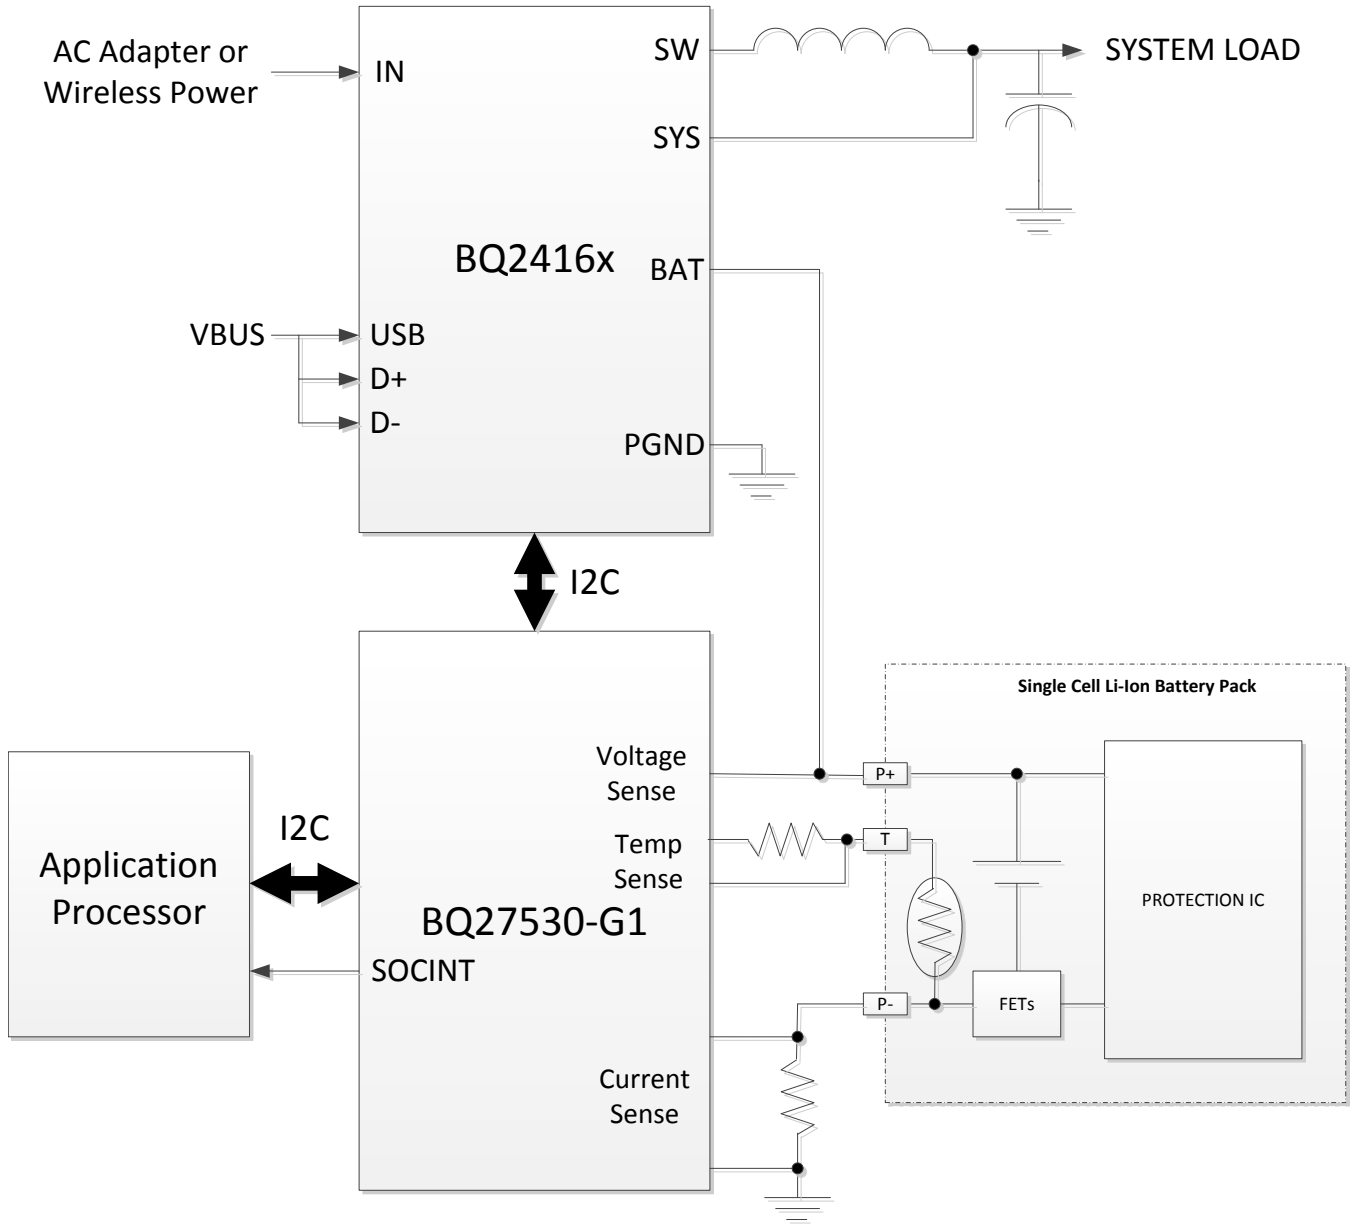 AC Adapter or
Wireless Power
IN
SW
SYSTEM LOAD
SYS
BQ2416x
BAT
VBUS
USB
D+
D-
PGND
I2C
Single Cell Li-Ion Battery Pack
Voltage
Sense
P+
I2C
Temp
Sense
T
Application
Processor
BQ27530-G1
PROTECTION IC
SOCINT
P-
FETs
Current
Sense